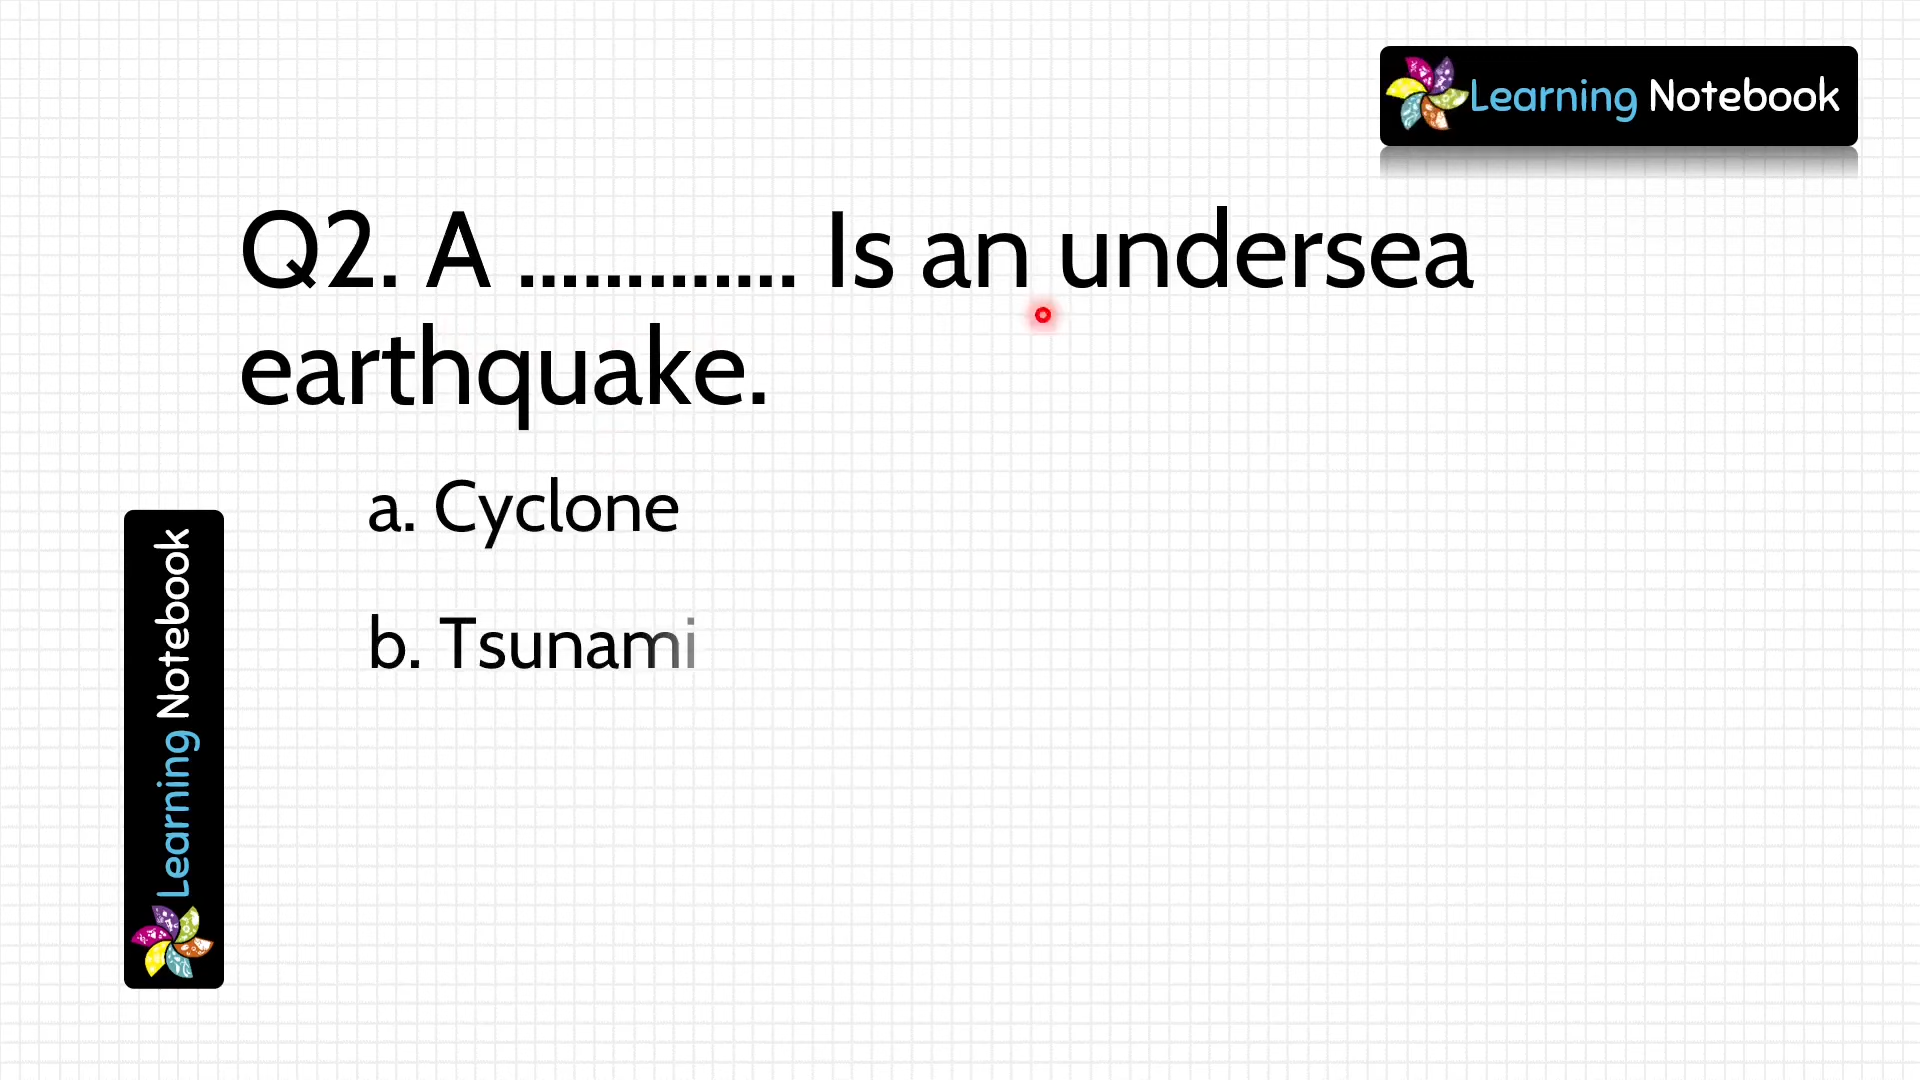 Learning Notebook
Q2. A ............. Is an undersea
earthquake.
a. Cyclone
b. Tsunami
Learning Notebook